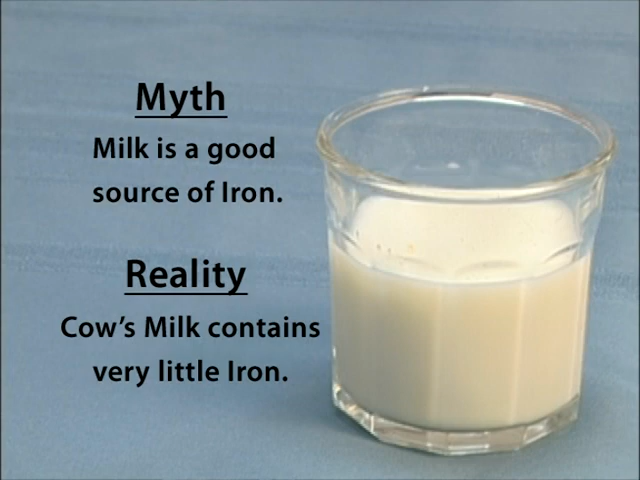 Myth
Milk is a good
source of Iron.
Reality
Cow's Milk contains
very little Iron.